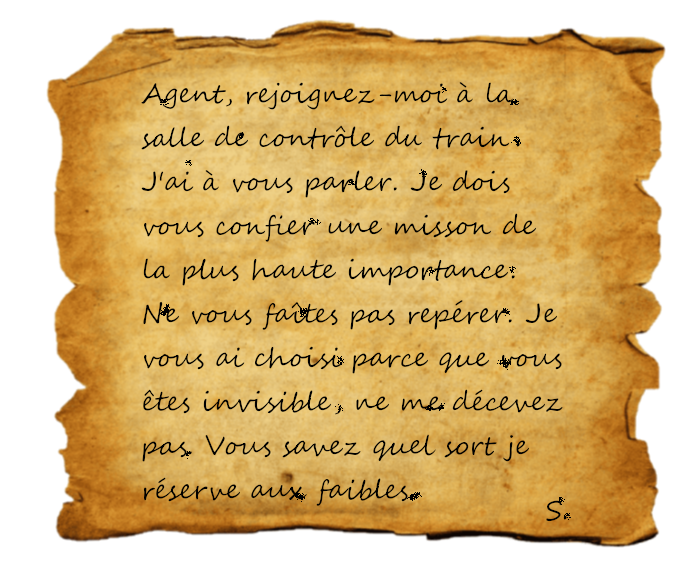 Agent, rejoignez-moi à la
salle de contrôle du train.
J'ai à vous parler. Je dois
vous confier une misson de
la plus haute importance.
Ne vous faîtes pas repérer. Je
vous ai choisi parce que vous
êtes invisible, ne me décevez
pas. Vous savez quel sort je
réserve aux faibles.
S.